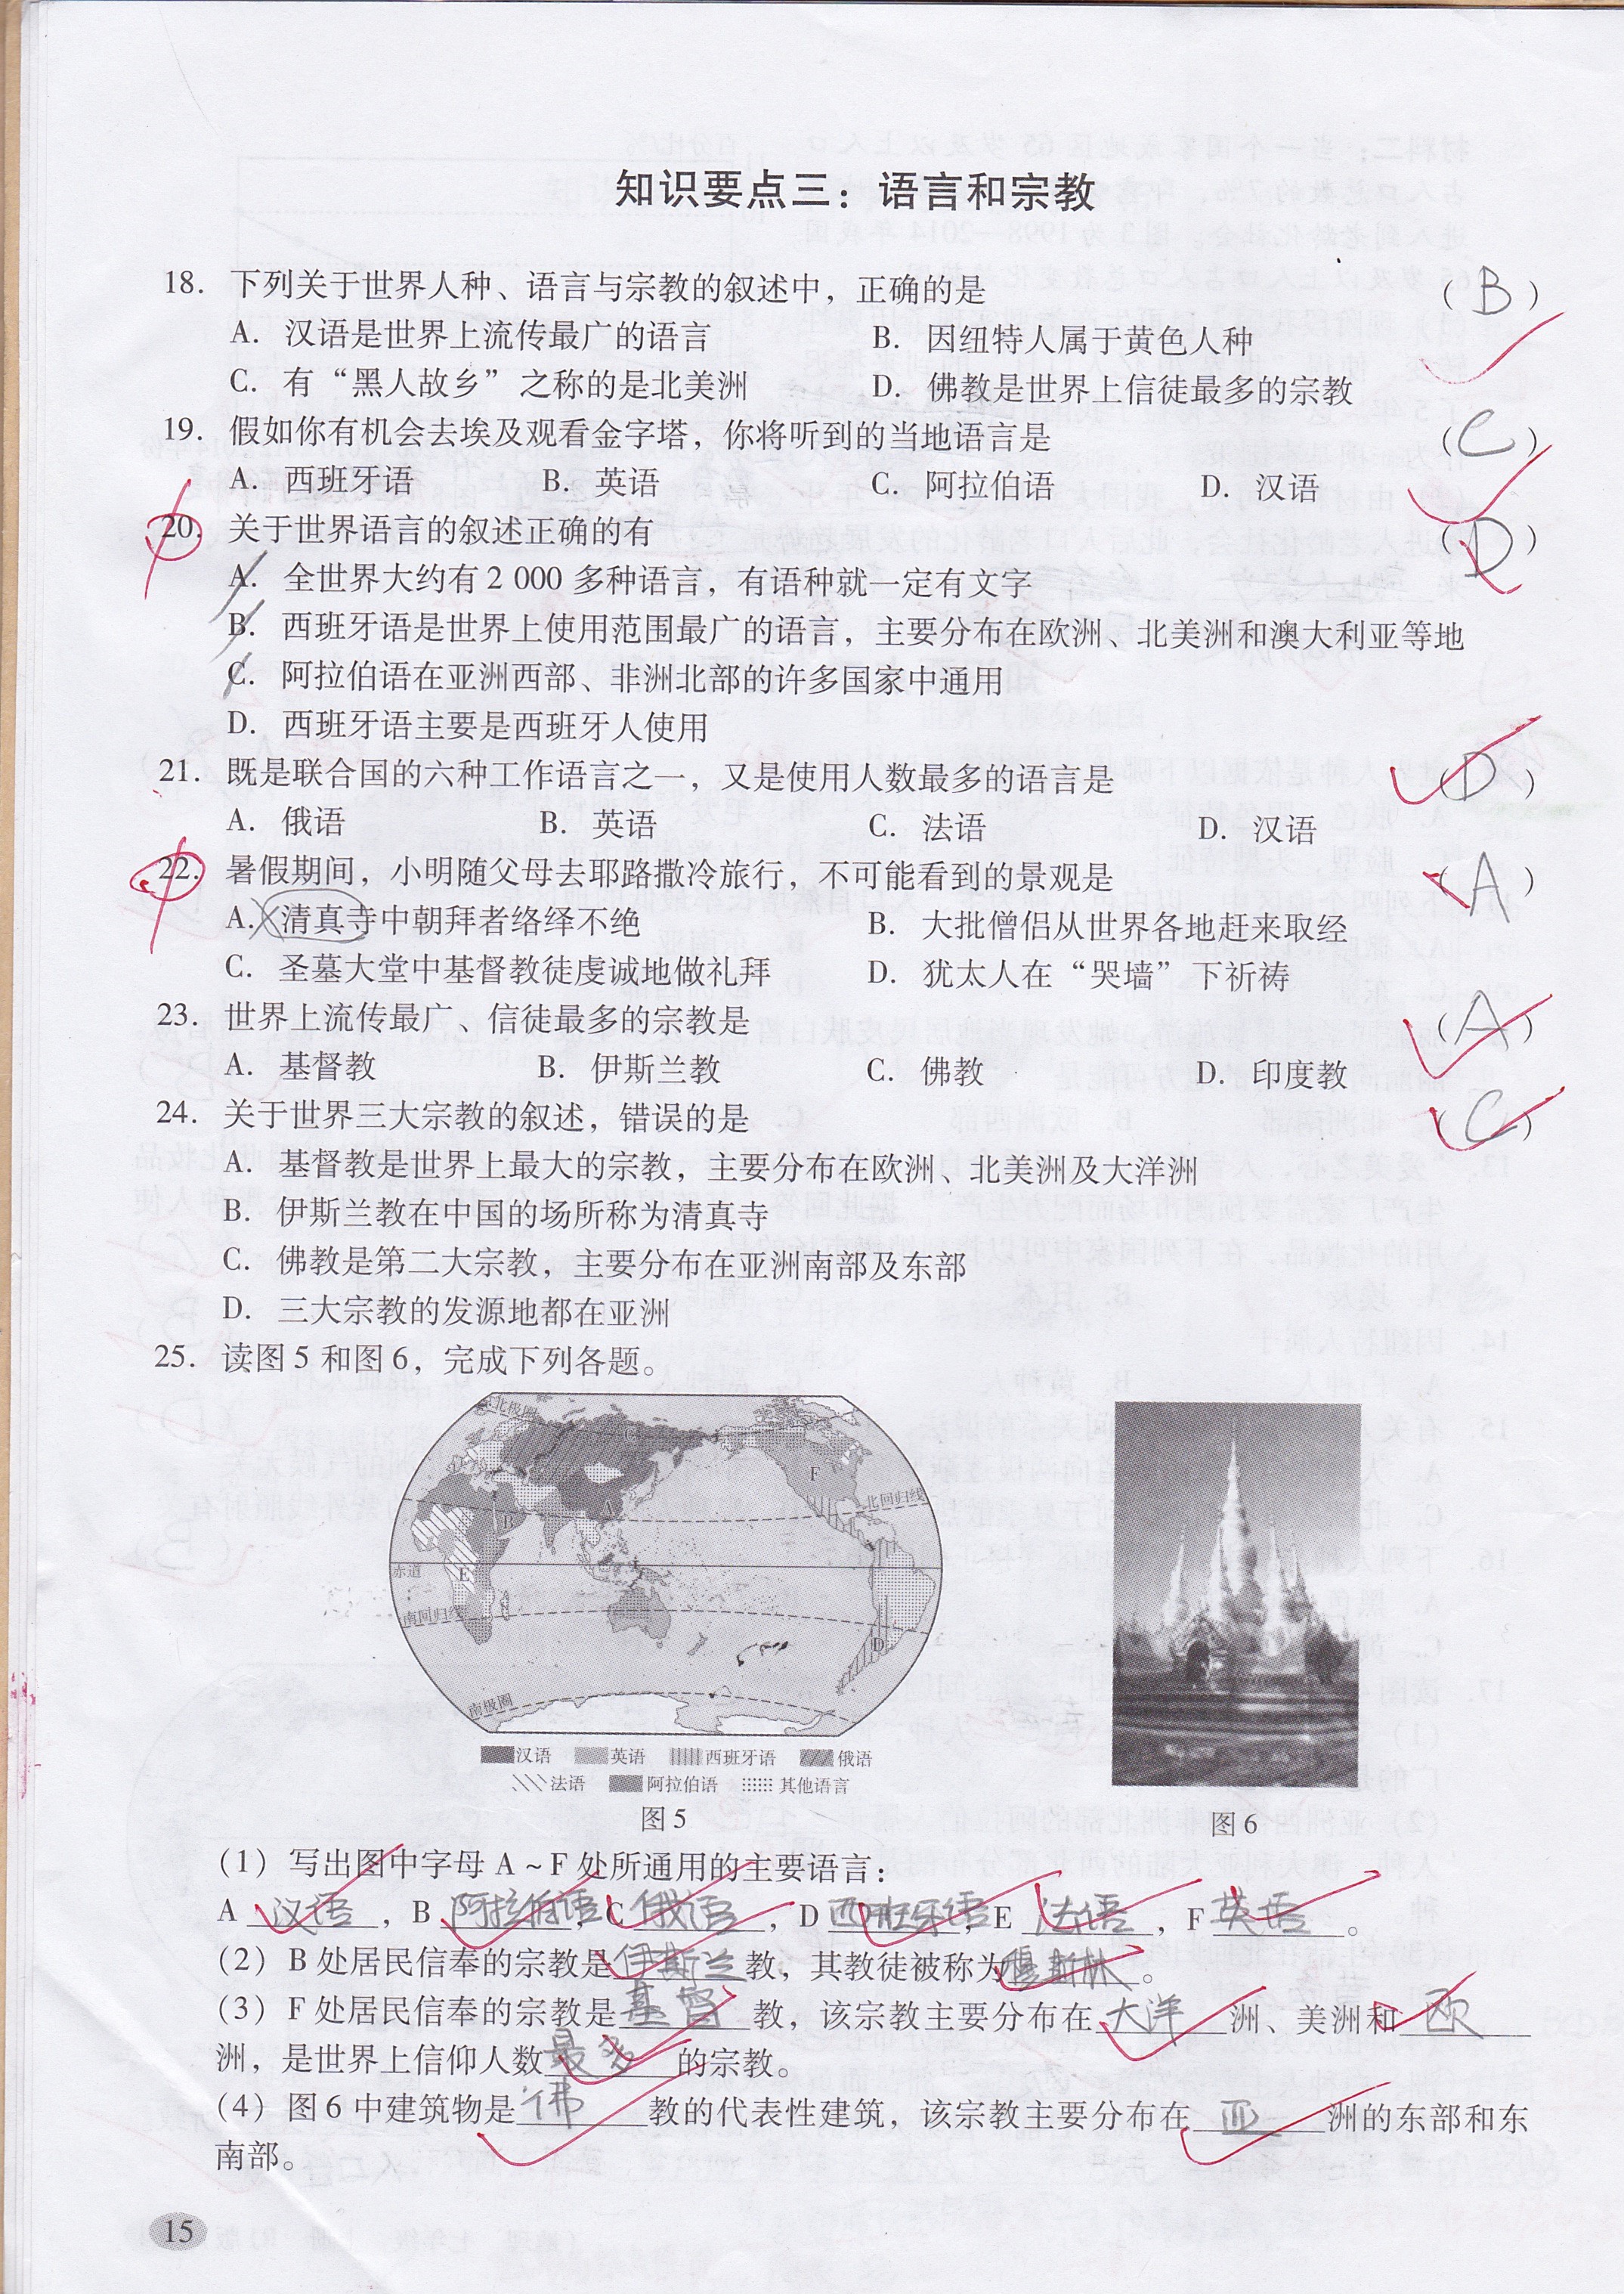 知识要点三：语言和宗教
18. 下列关于世界人种、语言与宗教的叙述中，正确的是 （B）
A. 汉语是世界上流传最广的语言 B. 因纽特人属于黄色人种
C. 有“黑人故乡”之称的是北美洲 D. 佛教是世界上信徒最多的宗教
19. 假如你有机会去埃及观看金字塔，你将听到的当地语言是 （C）
A. 西班牙语 B. 英语 C. 阿拉伯语 D. 汉语
20. 关于世界语言的叙述正确的有 （D）
A. 全世界大约有2 000多种语言，有语种就一定有文字
B. 西班牙语是世界上使用范围最广的语言，主要分布在欧洲、北美洲和澳大利亚等地
C. 阿拉伯语在亚洲西部、非洲北部的许多国家中通用
D. 西班牙语主要是西班牙人使用
21. 既是联合国的六种工作语言之一，又是使用人数最多的语言是 （D）
A. 俄语 B. 英语 C. 法语 D. 汉语
22. 暑假期间，小明随父母去耶路撒冷旅行，不可能看到的景观是 （A）
A. 清真寺中朝拜者络绎不绝 B. 大批僧侣从世界各地赶来取经
C. 圣墓大堂中基督教徒虔诚地做礼拜 D. 犹太人在“哭墙”下祈祷
23. 世界上流传最广、信徒最多的宗教是 （A）
A. 基督教 B. 伊斯兰教 C. 佛教 D. 印度教
24. 关于世界三大宗教的叙述，错误的是 （C）
A. 基督教是世界上最大的宗教，主要分布在欧洲、北美洲及大洋洲
B. 伊斯兰教在中国的场所称为清真寺
C. 佛教是第二大宗教，主要分布在亚洲南部及东部
D. 三大宗教的发源地都在亚洲
25. 读图5和图6，完成下列各题。
北极圈
C
F
北回归线
A
B
赤道
E
南回归线
D
南极圈
汉语 英语 西班牙语 俄语
法语 阿拉伯语 其他语言
图5 图6
（1）写出图中字母A～F处所通用的主要语言：
A 汉语，B 阿拉伯语，C 俄语，D 西班牙语，E 法语，F 英语。
（2）B处居民信奉的宗教是伊斯兰教，其教徒被称为穆斯林。
（3）F处居民信奉的宗教是基督教，该宗教主要分布在大洋洲、美洲和欧
洲，是世界上信仰人数最多的宗教。
（4）图6中建筑物是佛教的代表性建筑，该宗教主要分布在亚洲的东部和东
南部。
15